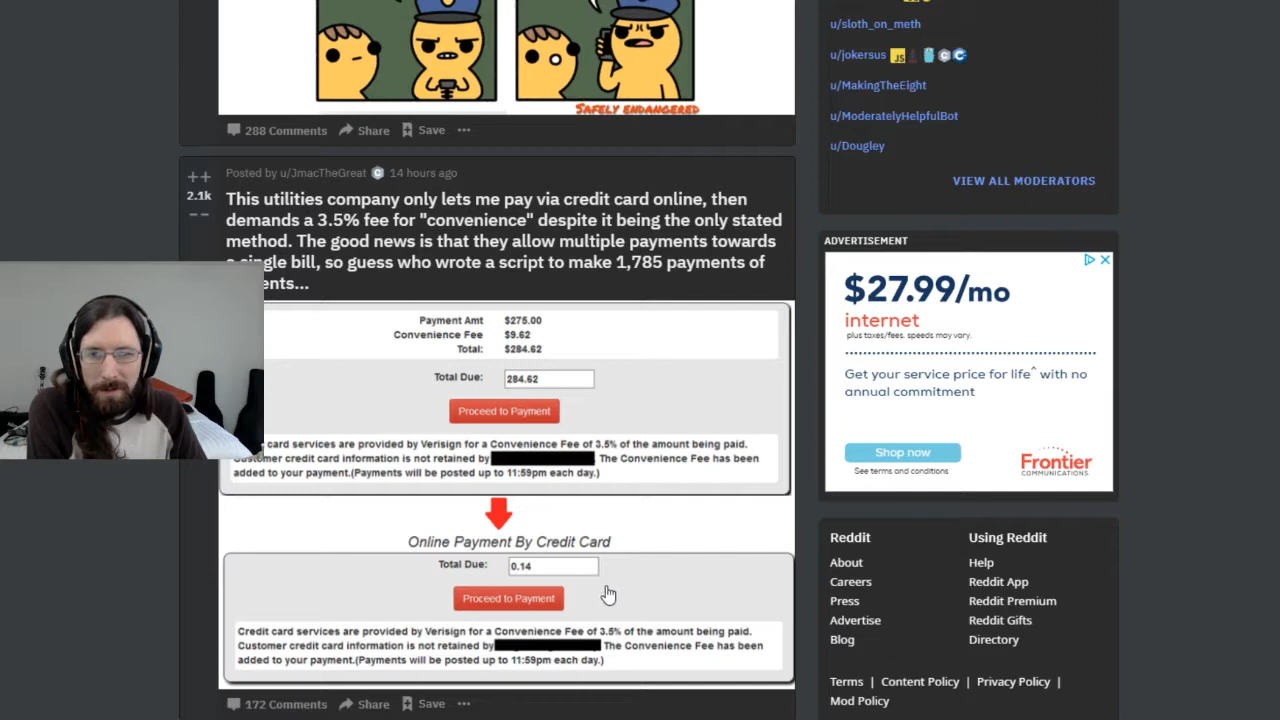 SAFELY ENDANGERED
288 Comments
Share
Save
Posted by u/JmacTheGreat
14 hours ago
2.1k
This utilities company only lets me pay via credit card online, then
demands a 3.5% fee for "convenience" despite it being the only stated
method. The good news is that they allow multiple payments towards
single bill, so guess who wrote a script to make 1,785 payments of
Payment Amt $275.00
Convenience Fee $9.62
Total: $284.62
Total Due: 284.62
Proceed to Payment
card services are provided by Verisign for a Convenience Fee of 3.5% of the amount being paid.
Customer credit card information is not retained by The Convenience Fee has been
added to your payment.(Payments will be posted up to 11:59pm each day.)
Online Payment By Credit Card
Total Due: 0.14
Proceed to Payment
Credit card services are provided by Verisign for a Convenience Fee of 3.5% of the amount being paid.
Customer credit card information is not retained by The Convenience Fee has been
added to your payment.(Payments will be posted up to 11:59pm each day.)
172 Comments
Share
Save
u/sloth_on_meth
u/jokersus JS
u/MakingTheEight
u/ModeratelyHelpfulBot
u/Dougley
VIEW ALL MODERATORS
ADVERTISEMENT
$27.99/mo
internet
plus taxes/fees. speeds may vary.
Get your service price for life^ with no
annual commitment
Shop now
See terms and conditions
Frontier
COMMUNICATIONS
Reddit Using Reddit
About Help
Careers Reddit App
Press Reddit Premium
Advertise Reddit Gifts
Blog Directory
Terms | Content Policy | Privacy Policy |
Mod Policy